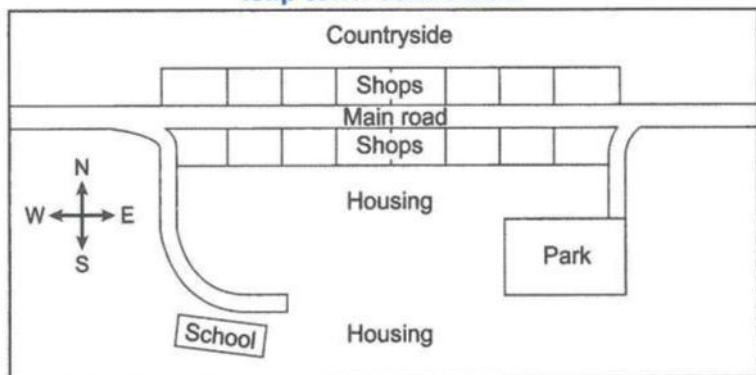 Countryside
Shops
Main road
Shops
N
W E
S
Housing
Park
School
Housing